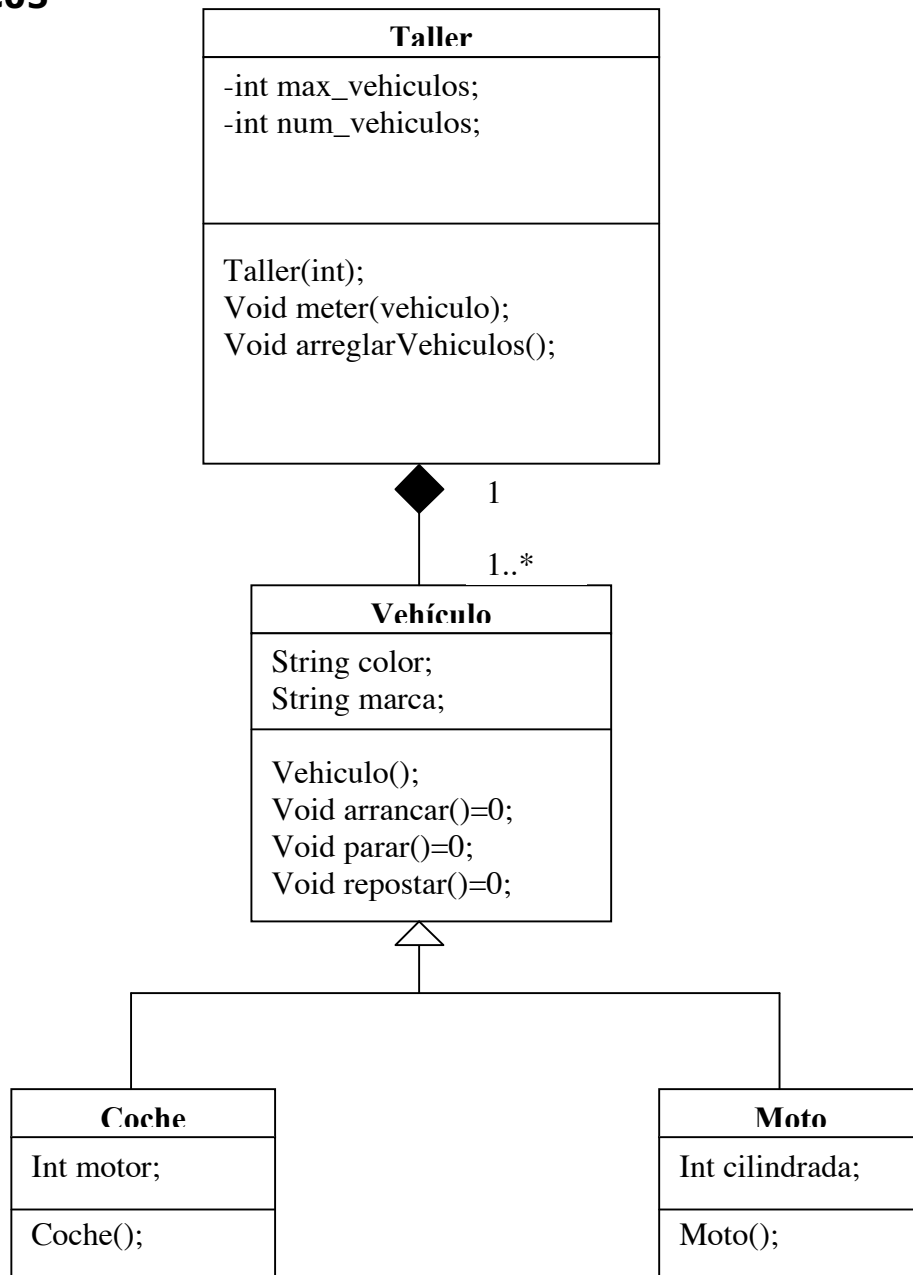 Taller
-int max_vehiculos;
-int num_vehiculos;
Taller(int);
Void meter(vehiculo);
Void arreglarVehiculos();
1
1..*
Vehículo
String color;
String marca;
Vehiculo();
Void arrancar()=0;
Void parar()=0;
Void repostar()=0;
Coche
Int motor;
Coche();
Moto
Int cilindrada;
Moto();